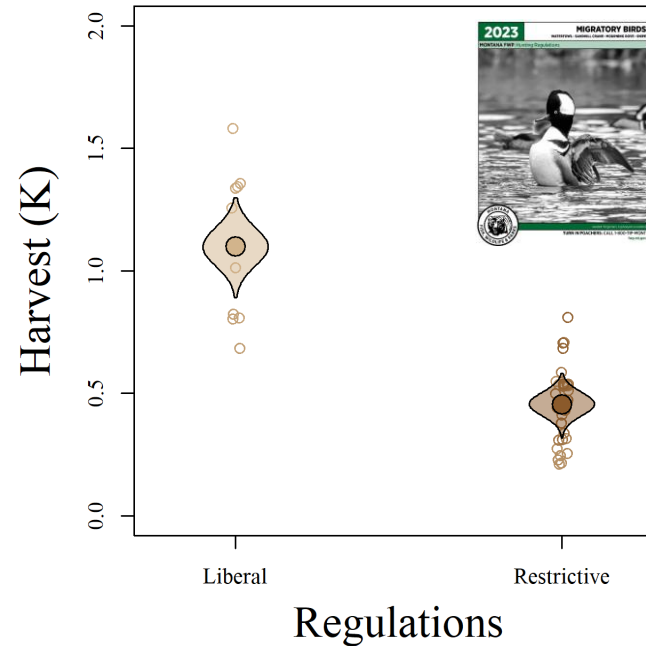 2.0
1.5
1.0
0.5
0.0
Harvest (K)
2023
MIGRATORY BIRDS
MONTANA FWP Hunting Regulations
MONTANA
Liberal
Restrictive
Regulations